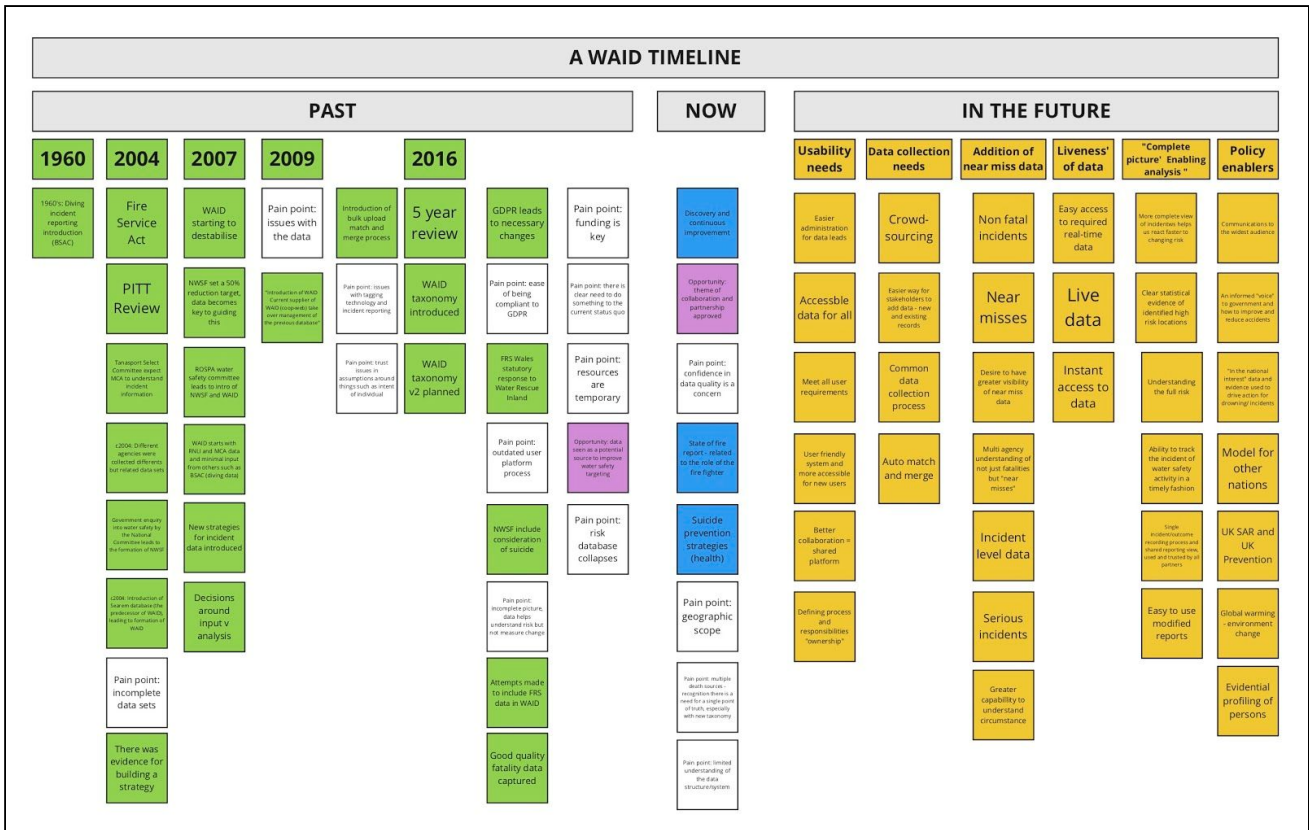 A WAID TIMELINE
PAST
NOW
IN THE FUTURE
1960
2004
2007
2009
2016
Usability
needs
Data collection
needs
Addition of
near miss data
Liveness'
of data
"Complete
picture' Enabling
analysis "
Policy
enablers
1960's: Diving
incident
reporting
introduction
(BSAC)
Fire
Service
Act
PITT
Review
Tanasport Select
Committee expect
MCA to understand
incident
information
c2004: Different
agencies were
collected differents
but related data sets
Government enquiry
into water safety by
the National
Committee leads to
the formation of NWSF
c2004: Introduction of
Searem database (the
predecessor of WAID),
leading to formation of
WAID
Pain point:
incomplete
data sets
There was
evidence for
building a
strategy
WAID
starting to
destabilise
NWSF set a 50%
reduction target,
data becomes
key to guiding
this
ROSPA water
safety committee
leads to intro of
NWSF and WAID
WAID starts with
RNLI and MCA data
and minimal input
from others such as
BSAC (diving data)
New strategies
for incident
data introduced
Decisions
around
input v
analysis
Pain point:
issues with
the data
"Introduction of WAID
Current supplier of
WAID (coop-web) take
over management of
the previous database"
Introduction of
bulk upload
match and
merge process
Pain point: issues
with tagging
technology and
incident reporting
Pain point: trust
issues in
assumptions around
things such as intent
of individual
5 year
review
WAID
taxonomy
introduced
WAID
taxonomy
v2 planned
GDPR leads
to necessary
changes
Pain point: ease
of being
compliant to
GDPR
FRS Wales
statutory
response to
Water Rescue
Inland
Pain point:
outdated user
platform
process
NWSF include
consideration
of suicide
Pain point:
incomplete picture,
data helps
understand risk but
not measure change
Attempts made
to include FRS
data in WAID
Good quality
fatality data
captured
Pain point:
funding is
key
Pain point: there is
clear need to do
something to the
current status quo
Pain point:
resources
are
temporary
Opportunity: data
seen as a potential
source to improve
water safety
targeting
Pain point:
risk
database
collapses
Discovery and
continuous
improvement
Opportunity:
theme of
collaboration and
partnership
approved
Pain point:
confidence in
data quality is a
concern
State of fire
report - related
to the role of the
fire fighter
Suicide
prevention
strategies
(health)
Pain point:
geographic
scope
Pain point: multiple
death sources -
recognition there is a
need for a single point
of truth, especially
with new taxonomy
Pain point: limited
understanding of
the data
structure/system
Easier
administration
for data leads
Accessble
data for all
Meet all user
requirements
User friendly
system and
more accessible
for new users
Better
collaboration =
shared
platform
Defining process
and
responsibilities
"ownership"
Crowd-
sourcing
Easier way for
stakeholders to
add data - new
and existing
records
Common
data
collection
process
Auto match
and merge
Non fatal
incidents
Near
misses
Desire to have
greater visibility
of near miss
data
Multi agency
understanding of
not just fatalities
but "near
misses"
Incident
level data
Serious
incidents
Greater
capabillity to
understand
circumstance
Easy access
to required
real-time
data
Live
data
Instant
access to
data
More complete view
of incidenties helps
us react faster to
changing risk
Clear statistical
evidence of
identified high
risk locations
Understanding
the full risk
Ability to track
the incident of
water safety
activity in a
timely fashion
Single
incident/outcome
recording process and
shared reporting view,
used and trusted by all
partners
Easy to use
modified
reports
Communications to
the widest audience
An informed "voice"
to government and
how to improve and
reduce accidents
"In the national
interest" data and
evidence used to
drive action for
drowning/ incidents
Model for
other
nations
UK SAR and
UK
Prevention
Global warming
- environment
change
Evidential
profiling of
persons